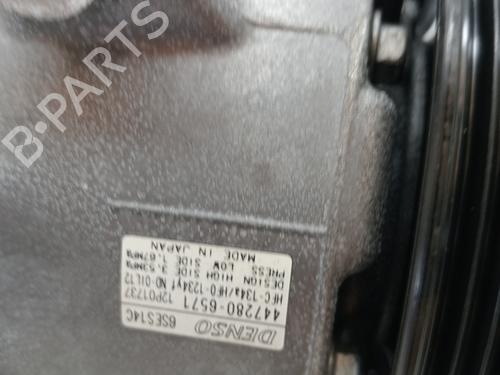 B-PARTS
DENSO 6SES14C
447280-6571 12P01737
HFC-134a/HFO-1234yf ND-OIL12
DESIGN HIGH SIDE 3.53MPa
PRESS LOW SIDE 1.67MPa
MADE IN JAPAN